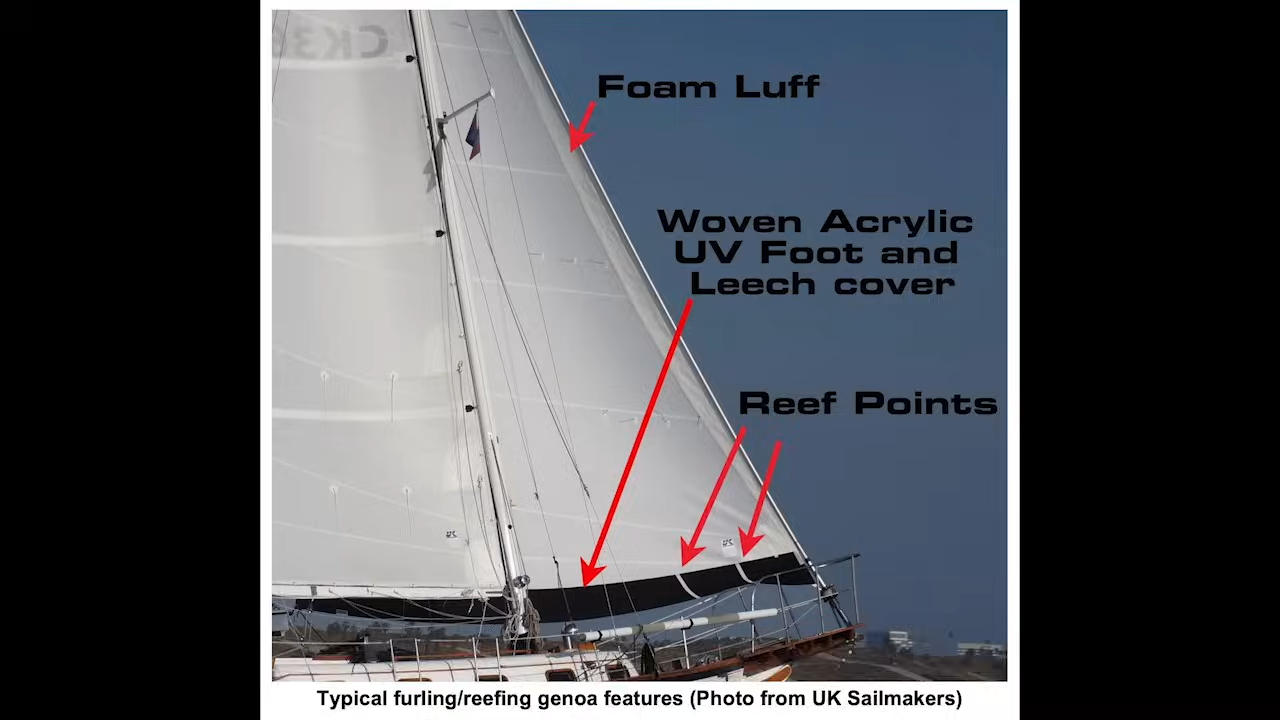 CK3
Foam Luff
Woven Acrylic
UV Foot and
Leech cover
Reef Points
Typical furling/reefing genoa features (Photo from UK Sailmakers)